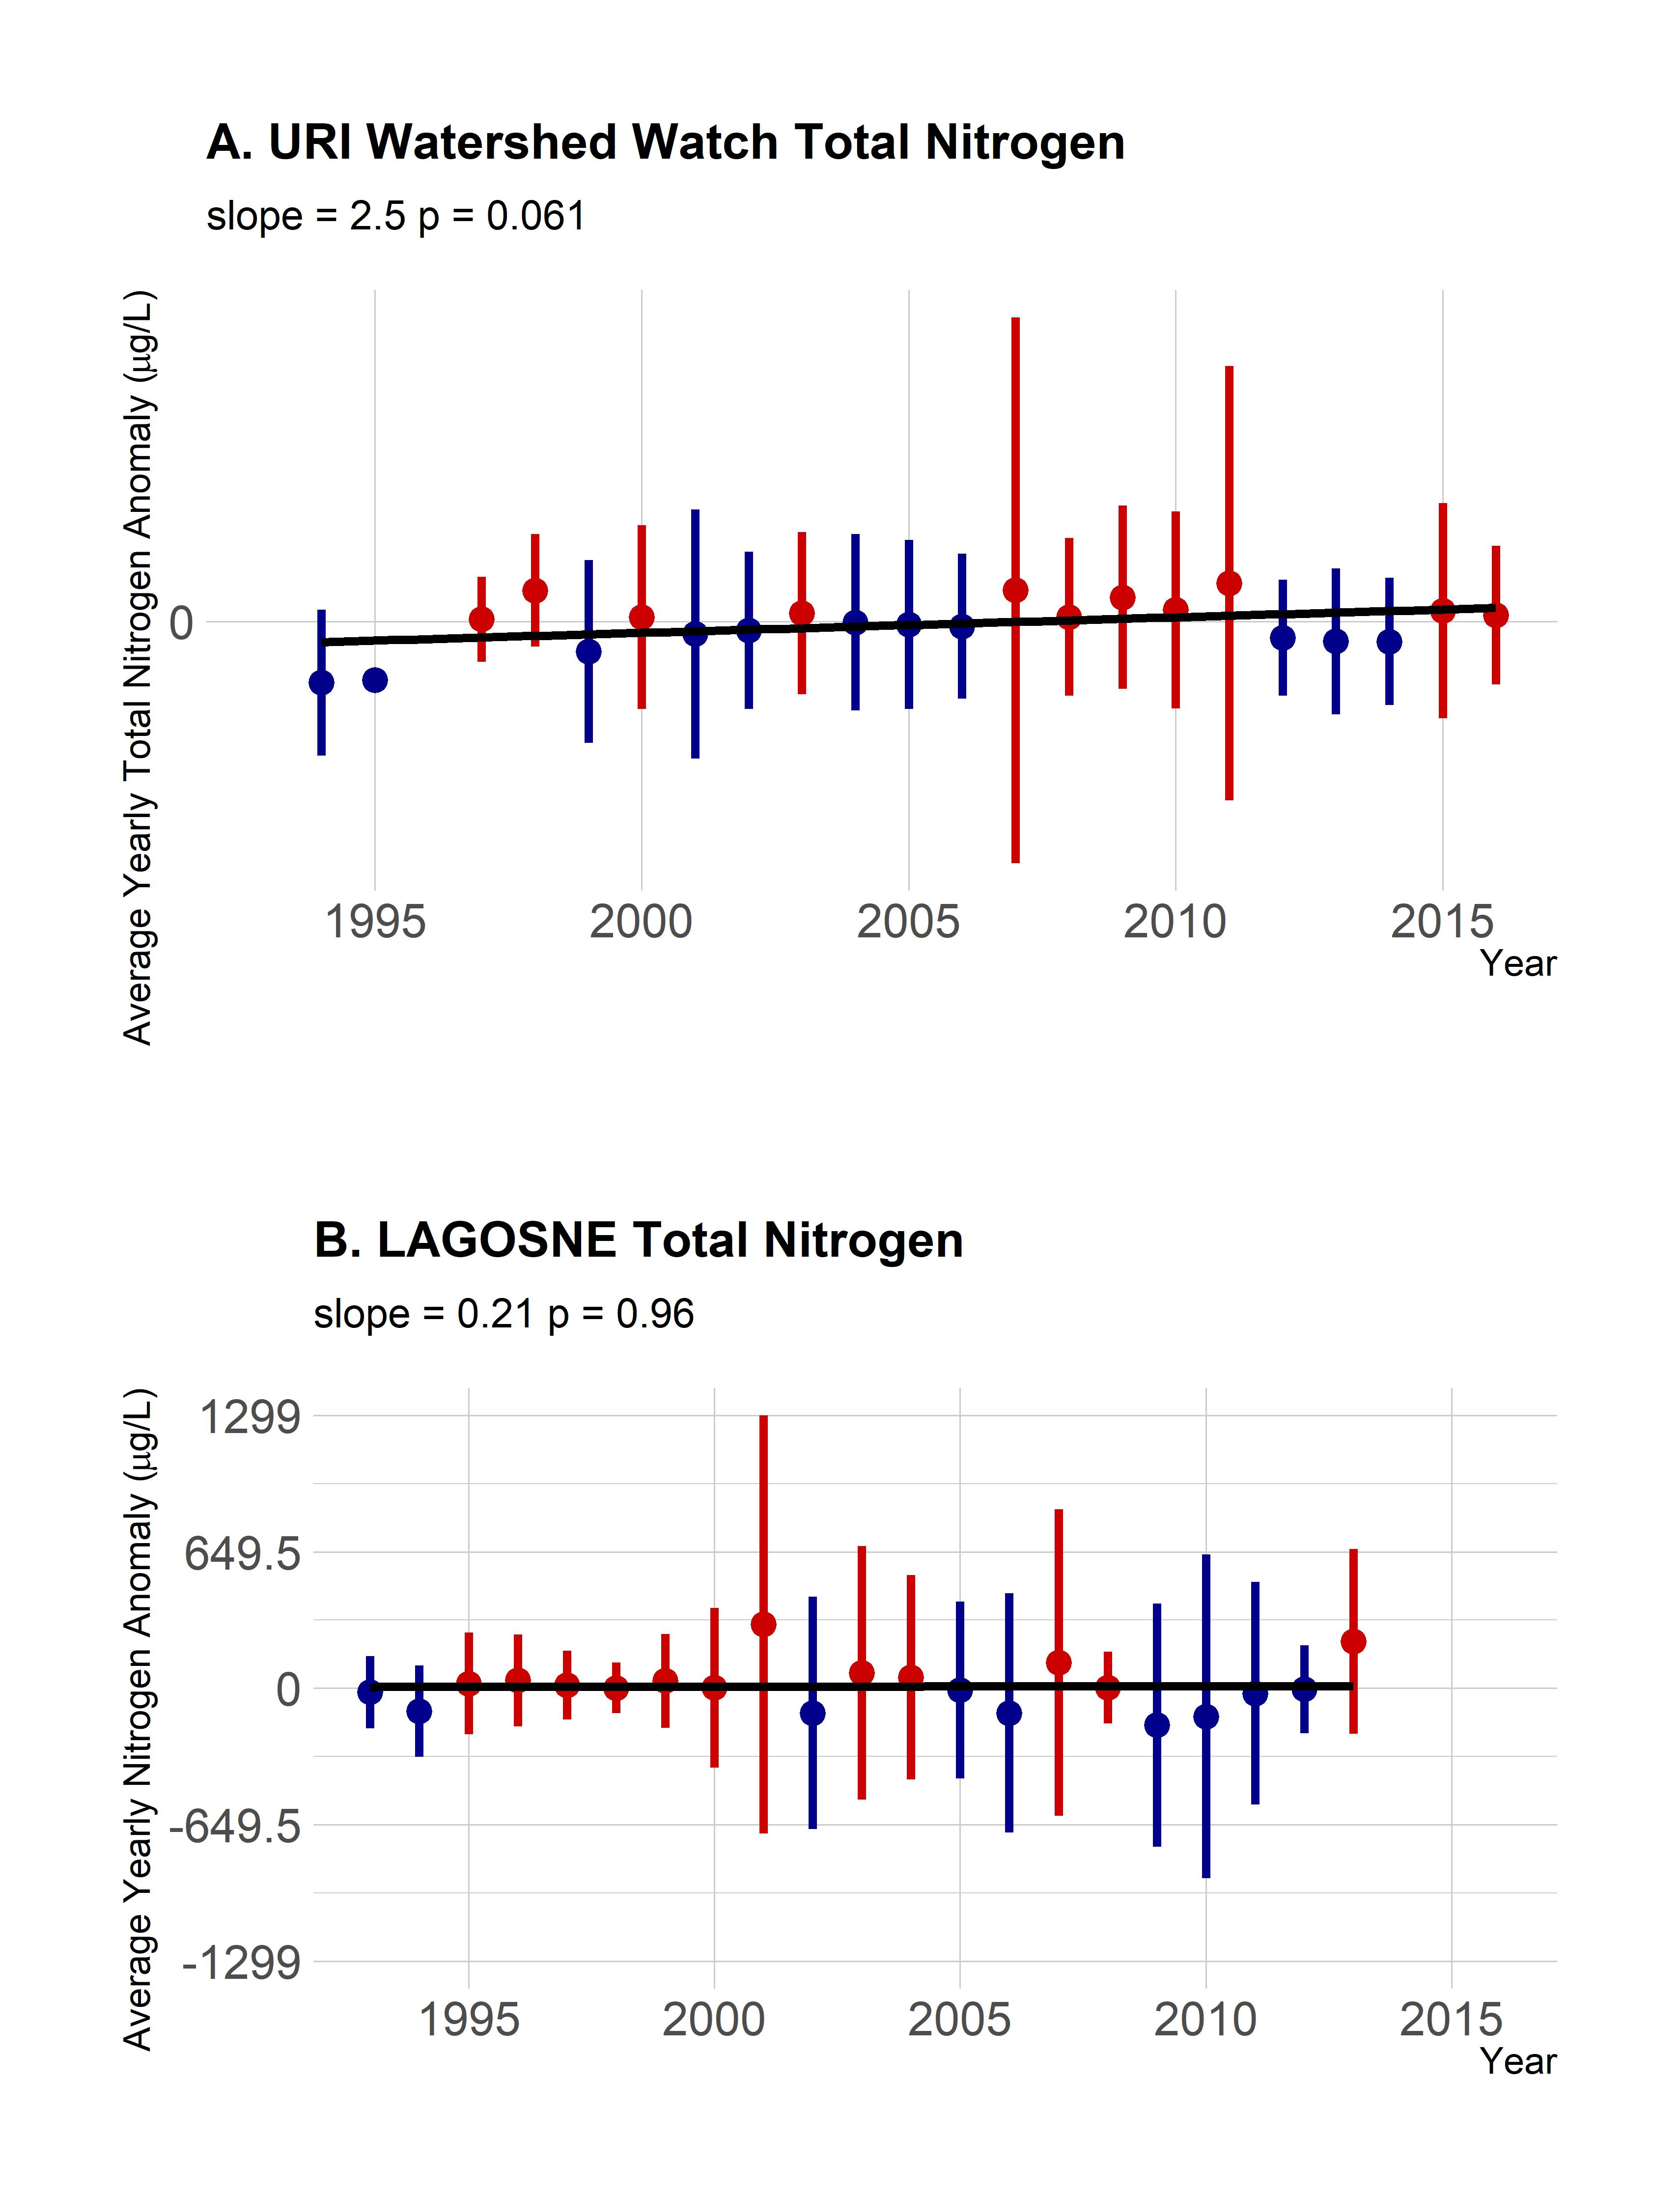 A. URI Watershed Watch Total Nitrogen
slope = 2.5 p = 0.061
Average Yearly Total Nitrogen Anomaly (μg/L)
0
1995 2000 2005 2010 2015
Year
B. LAGOSNE Total Nitrogen
slope = 0.21 p = 0.96
Average Yearly Nitrogen Anomaly (μg/L)
1299
649.5
0
-649.5
-1299
1995 2000 2005 2010 2015
Year